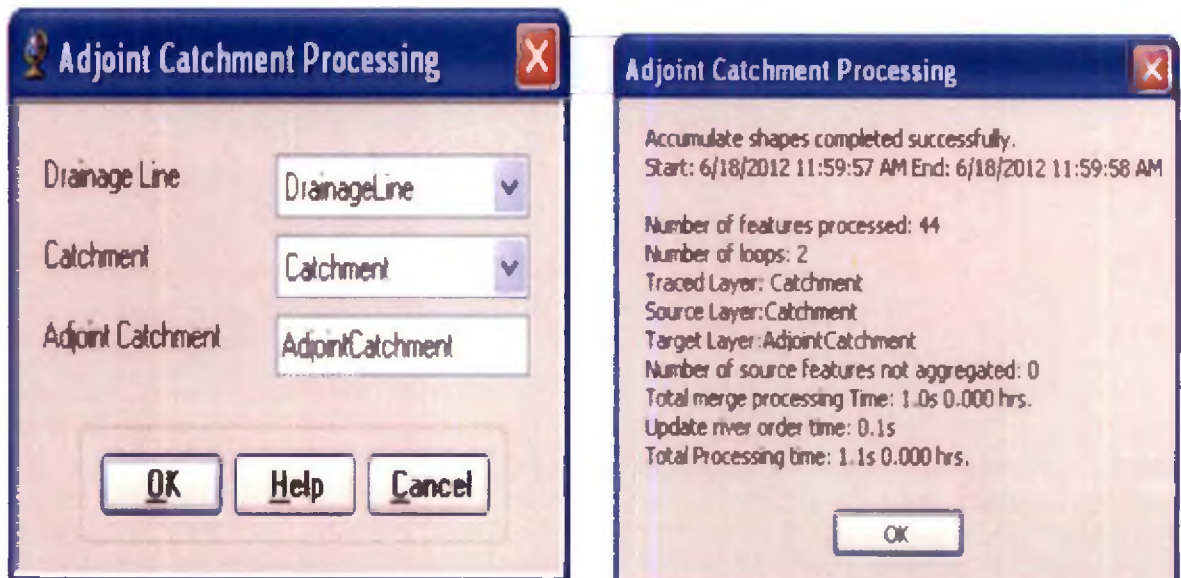 Adjoint Catchment Processing
Drainage Line
DrainageLine
Catchment
Catchment
Adjoint Catchment
AdjointCatchment
OK
Help
Cancel
Adjoint Catchment Processing
Accumulate shapes completed successfully.
Start: 6/18/2012 11:59:57 AM End: 6/18/2012 11:59:58 AM
Number of features processed: 44
Number of loops: 2
Traced Layer: Catchment
Source Layer:Catchment
Target Layer:AdjointCatchment
Number of source features not aggregated: 0
Total merge processing Time: 1.0s 0.000 hrs.
Update river order time: 0.1s
Total Processing time: 1.1s 0.000 hrs.
OK